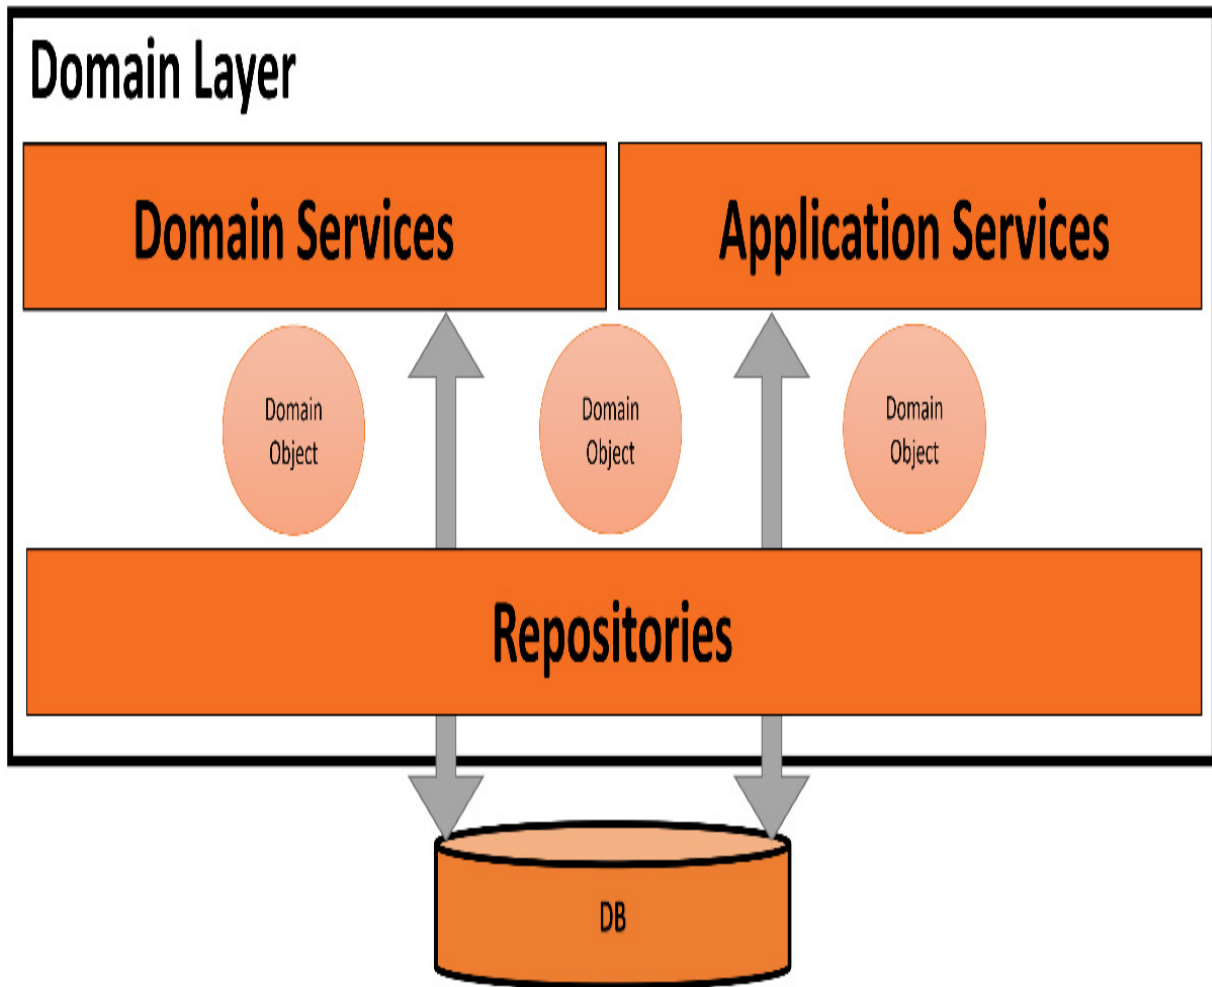 Domain Layer
Domain Services
Application Services
Domain
Object
Domain
Object
Domain
Object
Repositories
DB